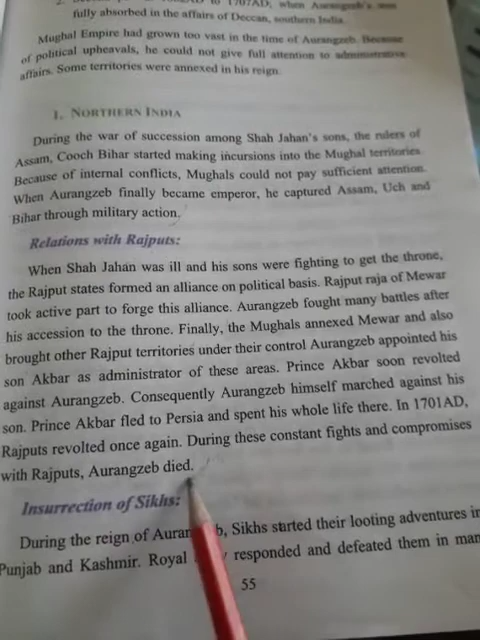 to 1707AD, when Aurangzeb's
fully absorbed in the affairs of Deccan, southern India.
Mughal Empire had grown too vast in the time of Aurangzeb. Because
of political upheavals, he could not give full attention to administrative
affairs. Some territories were annexed in his reign.
1. NORTHERN INDIA
During the war of succession among Shah Jahan's sons, the rulers of
Assam, Cooch Bihar started making incursions into the Mughal territories.
Because of internal conflicts, Mughals could not pay sufficient attention.
When Aurangzeb finally became emperor, he captured Assam, Uch and
Bihar through military action.
Relations with Rajputs:
When Shah Jahan was ill and his sons were fighting to get the throne,
the Rajput states formed an alliance on political basis. Rajput raja of Mewar
took active part to forge this alliance. Aurangzeb fought many battles after
his accession to the throne. Finally, the Mughals annexed Mewar and also
brought other Rajput territories under their control Aurangzeb appointed his
son Akbar as administrator of these areas. Prince Akbar soon revolted
against Aurangzeb. Consequently Aurangzeb himself marched against his
son. Prince Akbar fled to Persia and spent his whole life there. In 1701AD,
Rajputs revolted once again. During these constant fights and compromises
with Rajputs, Aurangzeb died.
Insurrection of Sikhs:
During the reign of Auran b, Sikhs started their looting adventures in
Punjab and Kashmir. Royal responded and defeated them in man
55